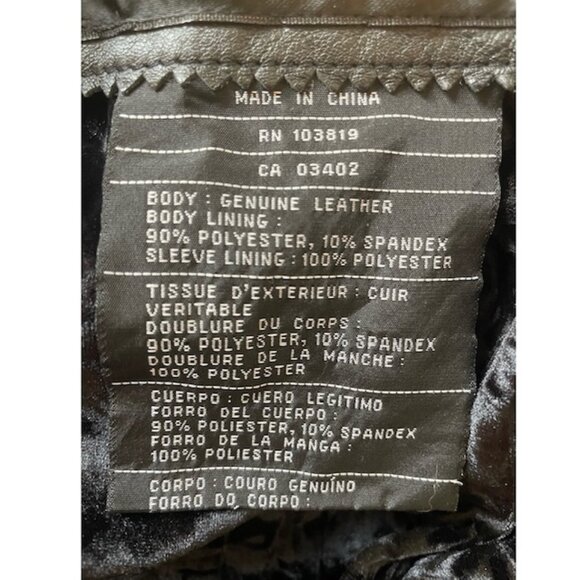 MADE IN CHINA
RN 103819
CA 03402
BODY : GENUINE LEATHER
BODY LINING :
90% POLYESTER, 10% SPANDEX
SLEEVE LINING : 100% POLYESTER
TISSUE D'EXTERIEUR : CUIR
VERITABLE
DOUBLURE DU CORPS :
90% POLYESTER, 10% SPANDEX
DOUBLURE DE LA MANCHE :
100% POLYESTER
CUERPO : CUERO LEGITIMO
FORRO DEL CUERPO :
90% POLIESTER, 10% SPANDEX
FORRO DE LA MANGA :
100% POLIESTER
CORPO : COURO GENUÍNO
FORRO DO CORPO :